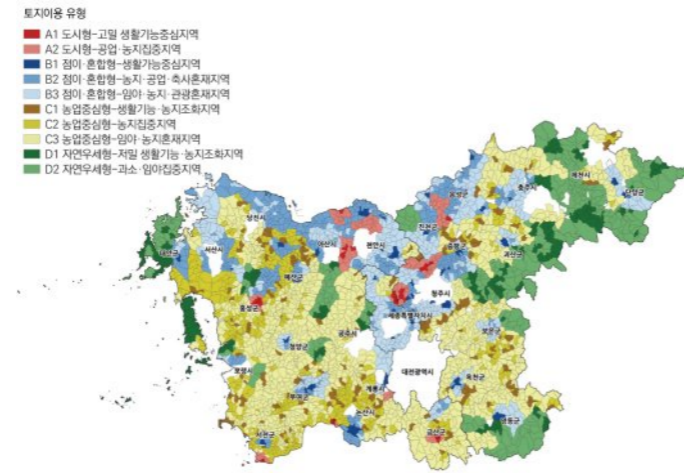 토지이용 유형
A1 도시형-고밀 생활기능중심지역
A2 도시형-공업·농지집중지역
B1 점이·혼합형-생활기능중심지역
B2 점이·혼합형-농지·공업·축사혼재지역
B3 점이·혼합형-임야·농지·관광혼재지역
C1 농업중심형-생활기능·농지조화지역
C2 농업중심형-농지집중지역
C3 농업중심형-임야·농지혼재지역
D1 자연우세형-저밀 생활기능·농지조화지역
D2 자연우세형-과소·임야집중지역
제천시
단양군
충주시
음성군
진천군
증평군
괴산군
당진시
아산시
천안시
서산시
태안군
예산군
청주시
홍성군
세종특별자치시
공주시
청양군
보은군
보령시
대전광역시
계룡시
옥천군
부여군
논산시
금산군
영동군
서천군